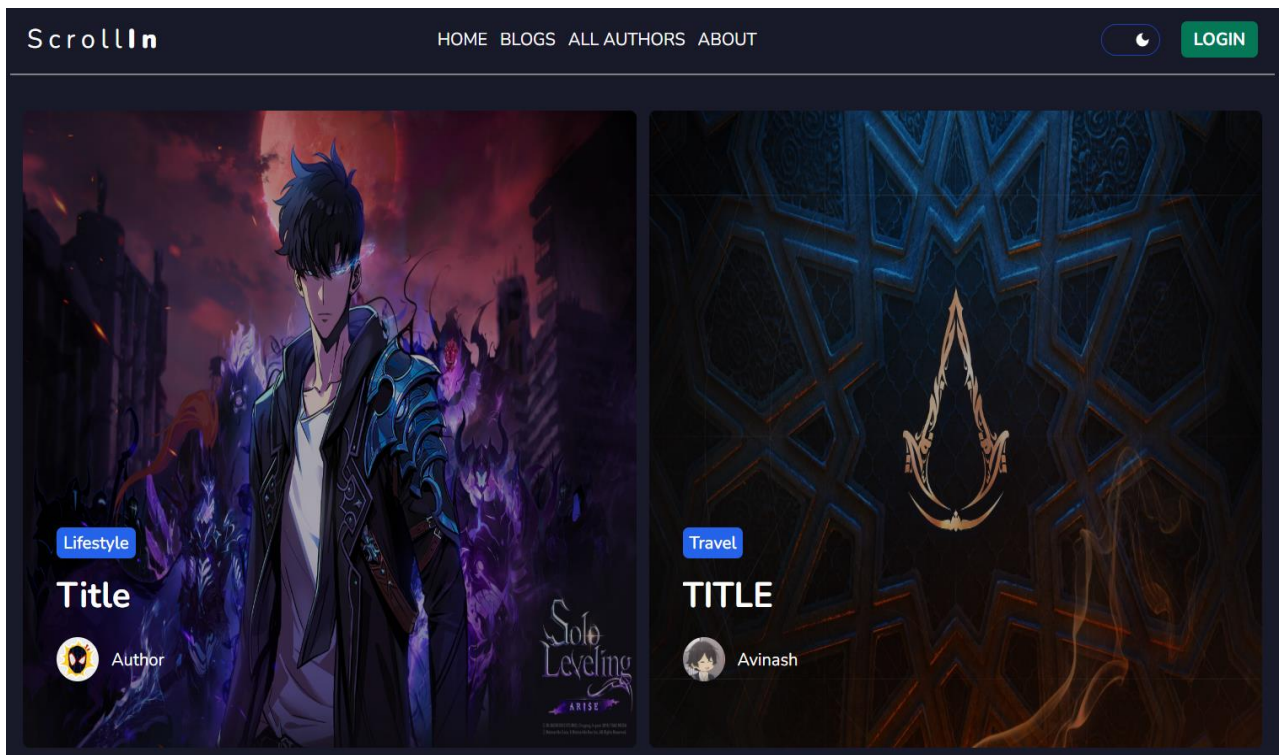 ScrollIn
HOME BLOGS ALL AUTHORS ABOUT
LOGIN
Lifestyle
Title
Author
Solo
Leveling
ARISE
Travel
TITLE
Avinash